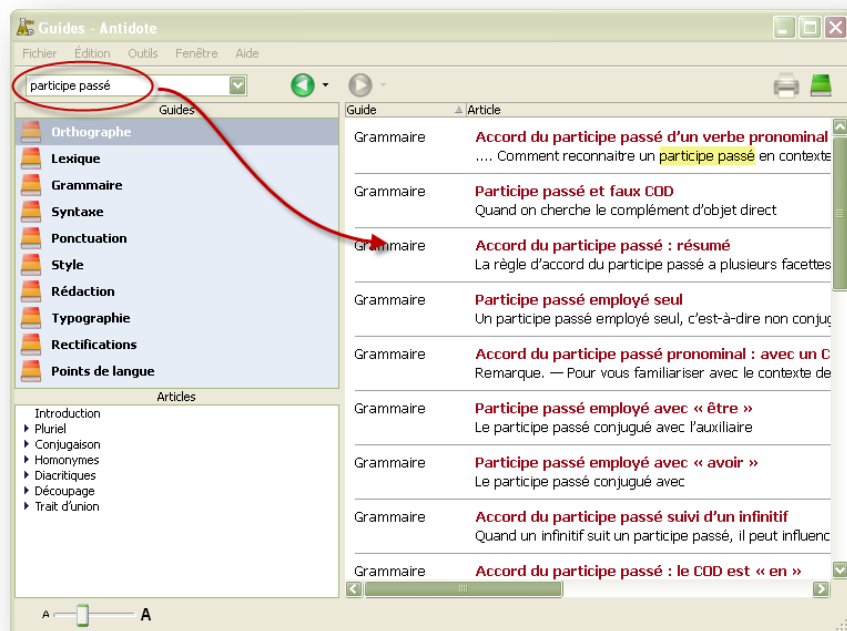 Guides - Antidote
Fichier Édition Outils Fenêtre Aide
participe passé
Guides
Orthographe
Lexique
Grammaire
Syntaxe
Ponctuation
Style
Rédaction
Typographie
Rectifications
Points de langue
Articles
Introduction
Pluriel
Conjugaison
Homonymes
Diacritiques
Découpage
Trait d'union
A A
Guide Article
Grammaire Accord du participe passé d'un verbe pronominal
.... Comment reconnaitre un participe passé en contexte
Grammaire Participe passé et faux COD
Quand on cherche le complément d'objet direct
Grammaire Accord du participe passé : résumé
La règle d'accord du participe passé a plusieurs facettes
Grammaire Participe passé employé seul
Un participe passé employé seul, c'est-à-dire non conjug
Grammaire Accord du participe passé pronominal : avec un C
Remarque. — Pour vous familiariser avec le contexte de
Grammaire Participe passé employé avec « être »
Le participe passé conjugué avec l'auxiliaire
Grammaire Participe passé employé avec « avoir »
Le participe passé conjugué avec
Grammaire Accord du participe passé suivi d'un infinitif
Quand un infinitif suit un participe passé, il peut influenc
Grammaire Accord du participe passé : le COD est « en »